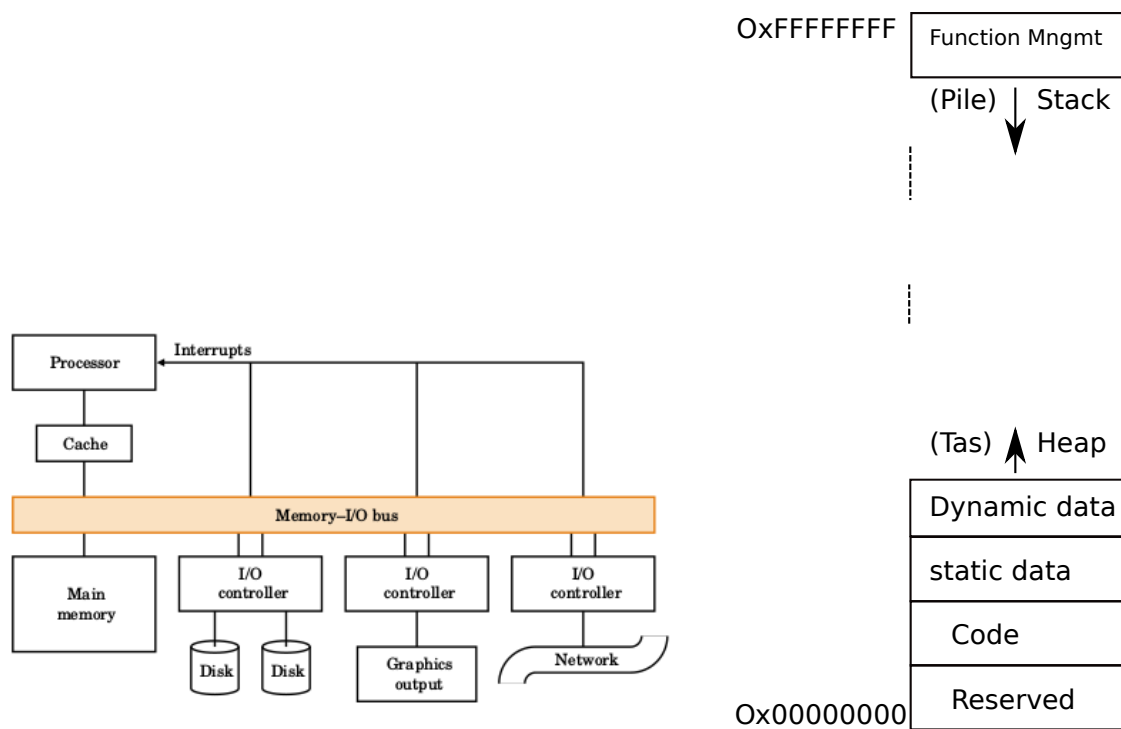 OxFFFFFFFF
Function Mngmt
(Pile) Stack
Processor
Interrupts
Cache
Memory–I/O bus
Main
memory
I/O
controller
I/O
controller
I/O
controller
Disk
Disk
Graphics
output
Network
(Tas) Heap
Dynamic data
static data
Code
Reserved
Ox00000000